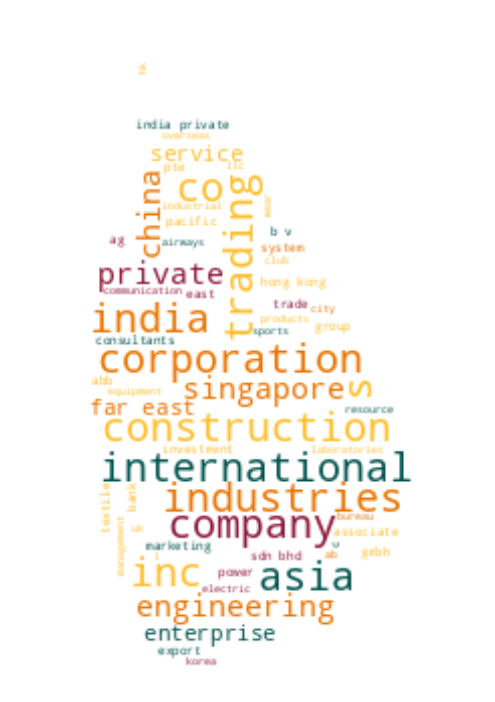 hk
india private
overseas
service
pte
llc
co
china
trading
industrial
wear
pacific
b v
ag
airways
system
club
private
hong kong
communication
east
trade
city
india
products
sports
group
consultants
corporation
abb
equipment
singapore
s
far east
resource
construction
investment
laboratories
international
textile
bank
industries
company
bureau
management
associate
marketing
sdn bhd
ab
gmbh
inc
power
asia
electric
engineering
enterprise
export
korea